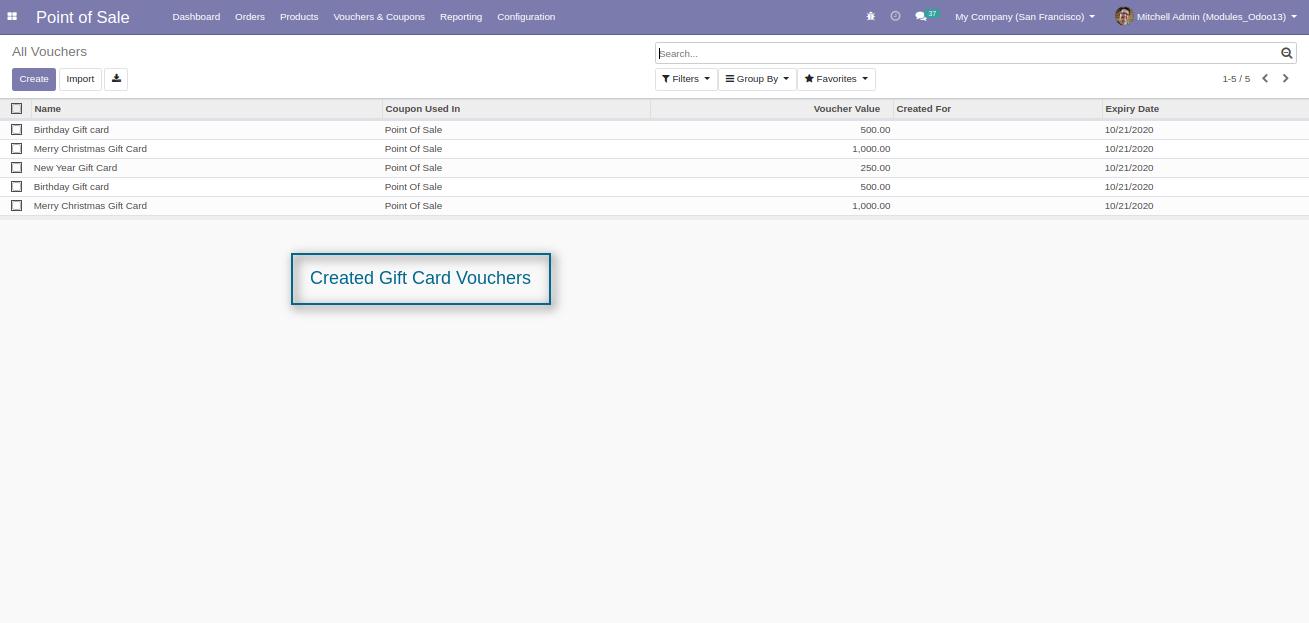 Point of Sale Dashboard Orders Products Vouchers & Coupons Reporting Configuration 37 My Company (San Francisco) Mitchell Admin (Modules_Odoo13)
All Vouchers Search...
Create Import Filters Group By Favorites 1-5 / 5
Name Coupon Used In Voucher Value Created For Expiry Date
Birthday Gift card Point Of Sale 500.00 10/21/2020
Merry Christmas Gift Card Point Of Sale 1,000.00 10/21/2020
New Year Gift Card Point Of Sale 250.00 10/21/2020
Birthday Gift card Point Of Sale 500.00 10/21/2020
Merry Christmas Gift Card Point Of Sale 1,000.00 10/21/2020
Created Gift Card Vouchers